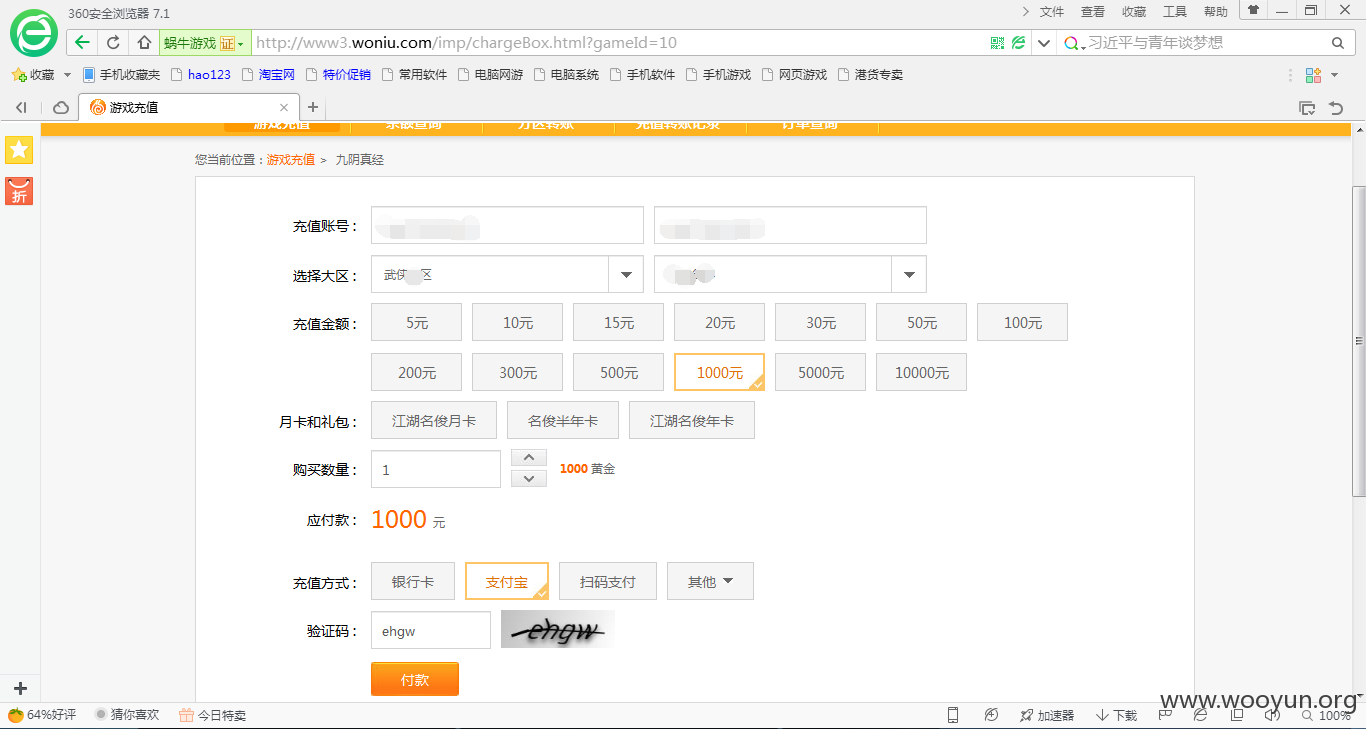 360安全浏览器 7.1
文件 查看 收藏 工具 帮助
蜗牛游戏 证 http://www3.woniu.com/imp/chargeBox.html?gameId=10 习近平与青年谈梦想
收藏 手机收藏夹 hao123 淘宝网 特价促销 常用软件 电脑网游 电脑系统 手机软件 手机游戏 网页游戏 港货专卖
游戏充值
游戏充值 余额查询 分区转账 充值转账记录 订单查询
折
您当前位置：游戏充值 > 九阴真经
充值账号：
选择大区： 武侠 区
充值金额： 5元 10元 15元 20元 30元 50元 100元
200元 300元 500元 1000元 5000元 10000元
月卡和礼包： 江湖名俊月卡 名俊半年卡 江湖名俊年卡
购买数量： 1 1000 黄金
应付款： 1000 元
充值方式： 银行卡 支付宝 扫码支付 其他
验证码： ehgw ehgw
付款
www.wooyun.org
64%好评 猜你喜欢 今日特卖 加速器 下载 100%